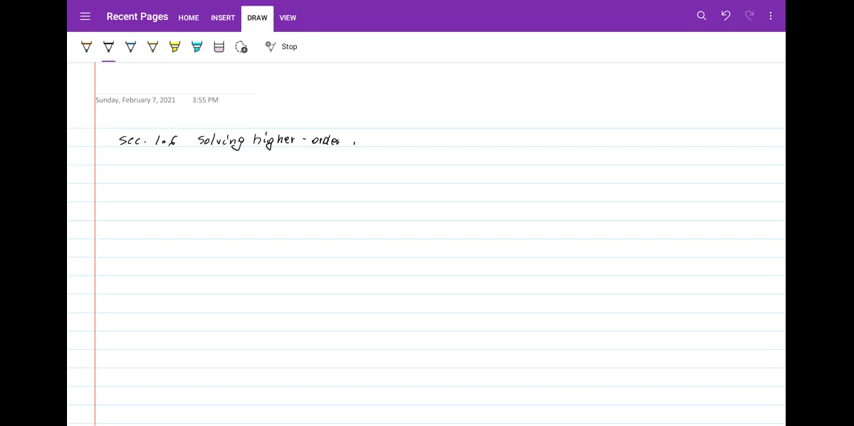 Recent Pages HOME INSERT DRAW VIEW
Stop
Sunday, February 7, 2021 3:55 PM
Sec. 1.6 Solving higher-order